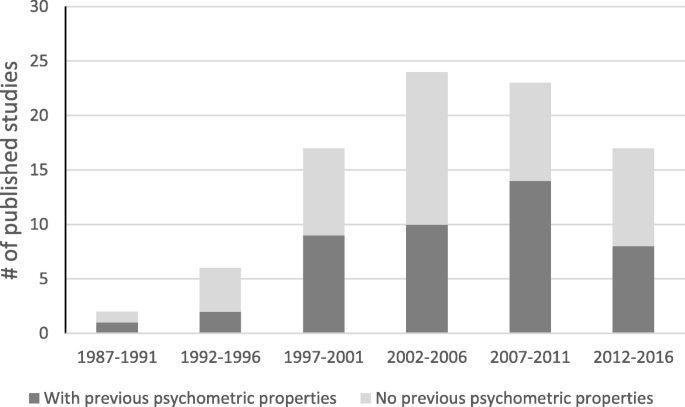 # of published studies
30
25
20
15
10
5
0
1987-1991 1992-1996 1997-2001 2002-2006 2007-2011 2012-2016
With previous psychometric properties No previous psychometric properties